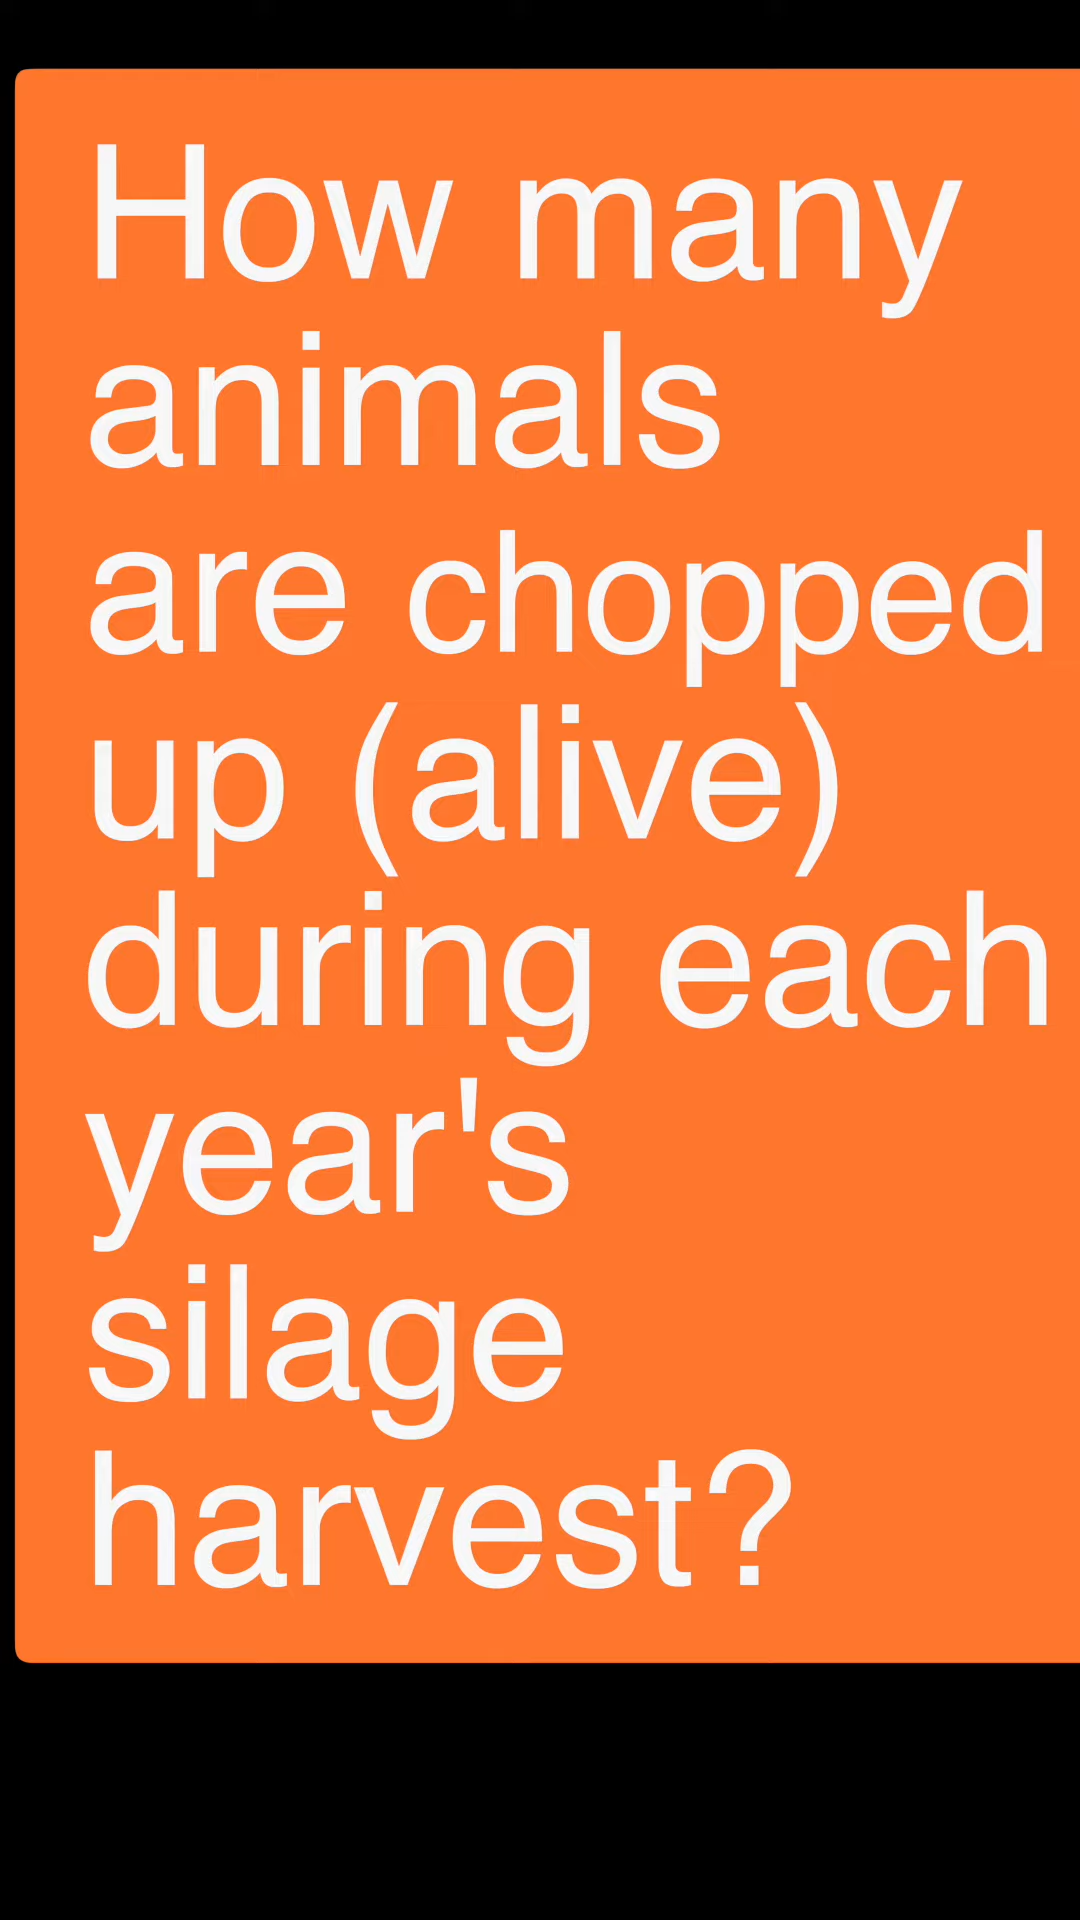 How many
animals
are chopped
up (alive)
during each
year's
silage
harvest?